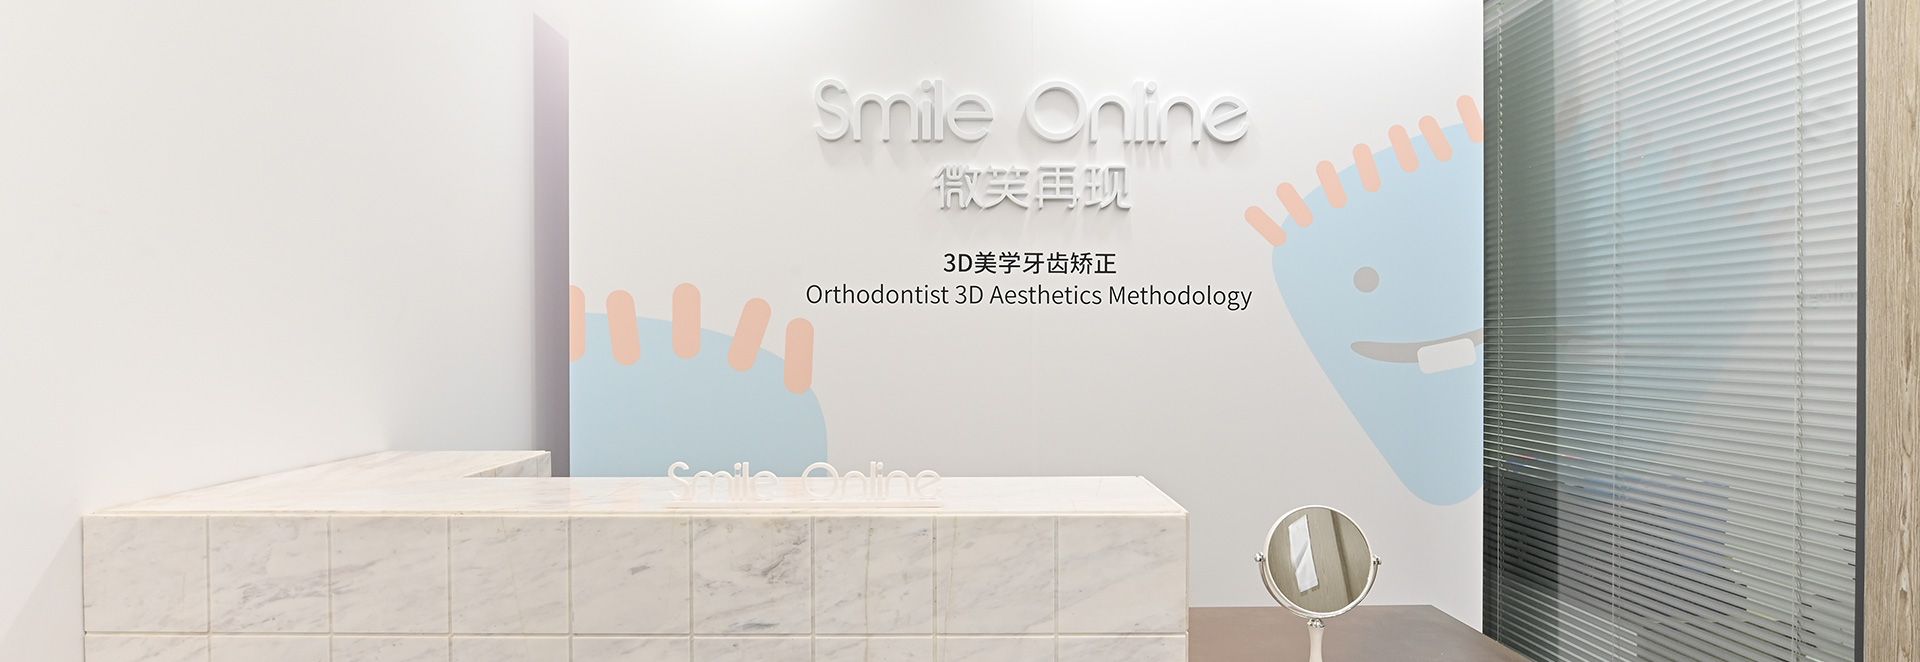 Smile Online
微笑再现
3D美学牙齿矫正
Orthodontist 3D Aesthetics Methodology
Smile Online